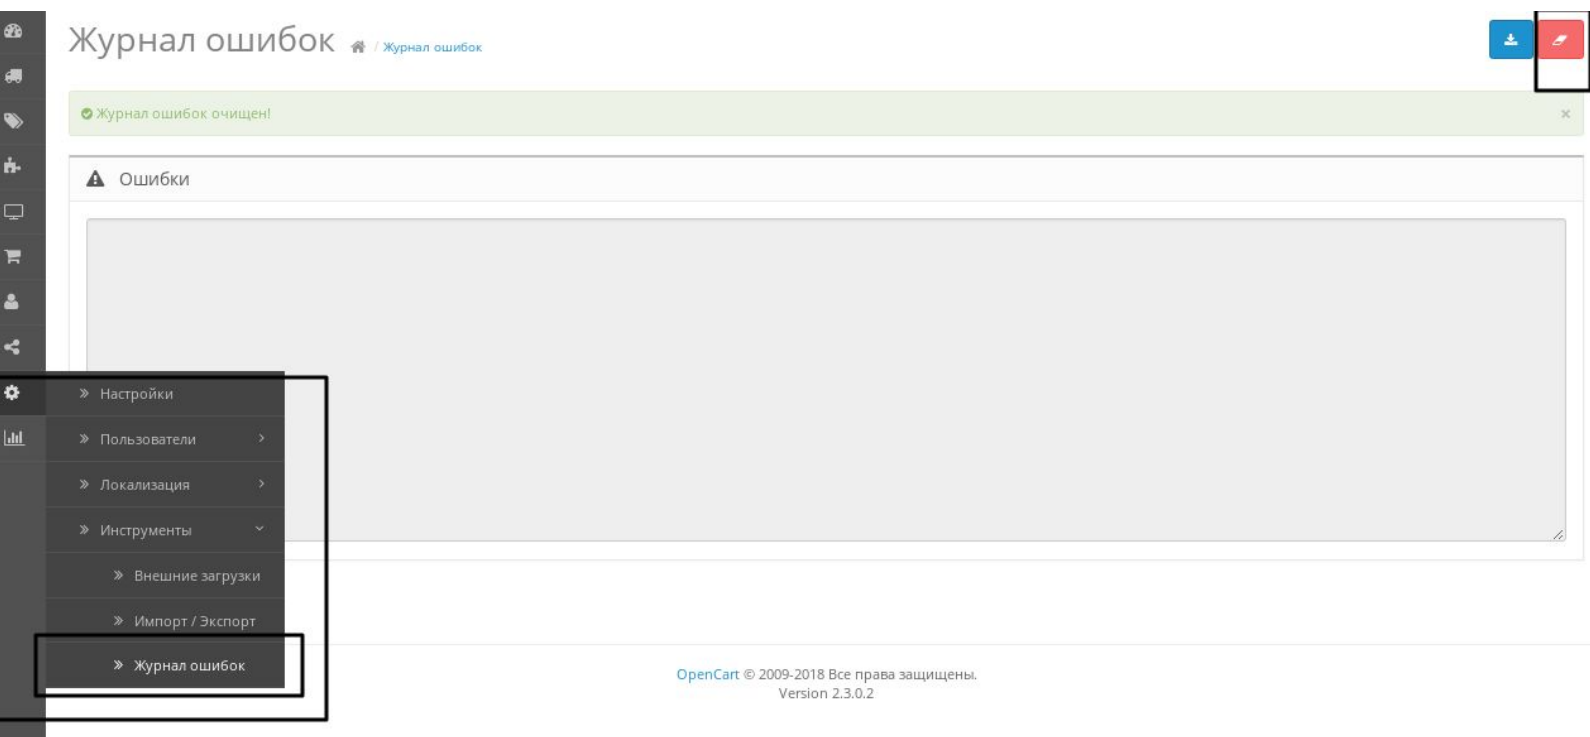 Журнал ошибок / Журнал ошибок
Журнал ошибок очищен! ×
Ошибки
Настройки
Пользователи
Локализация
Инструменты
Внешние загрузки
Импорт / Экспорт
Журнал ошибок
OpenCart © 2009-2018 Все права защищены.
Version 2.3.0.2